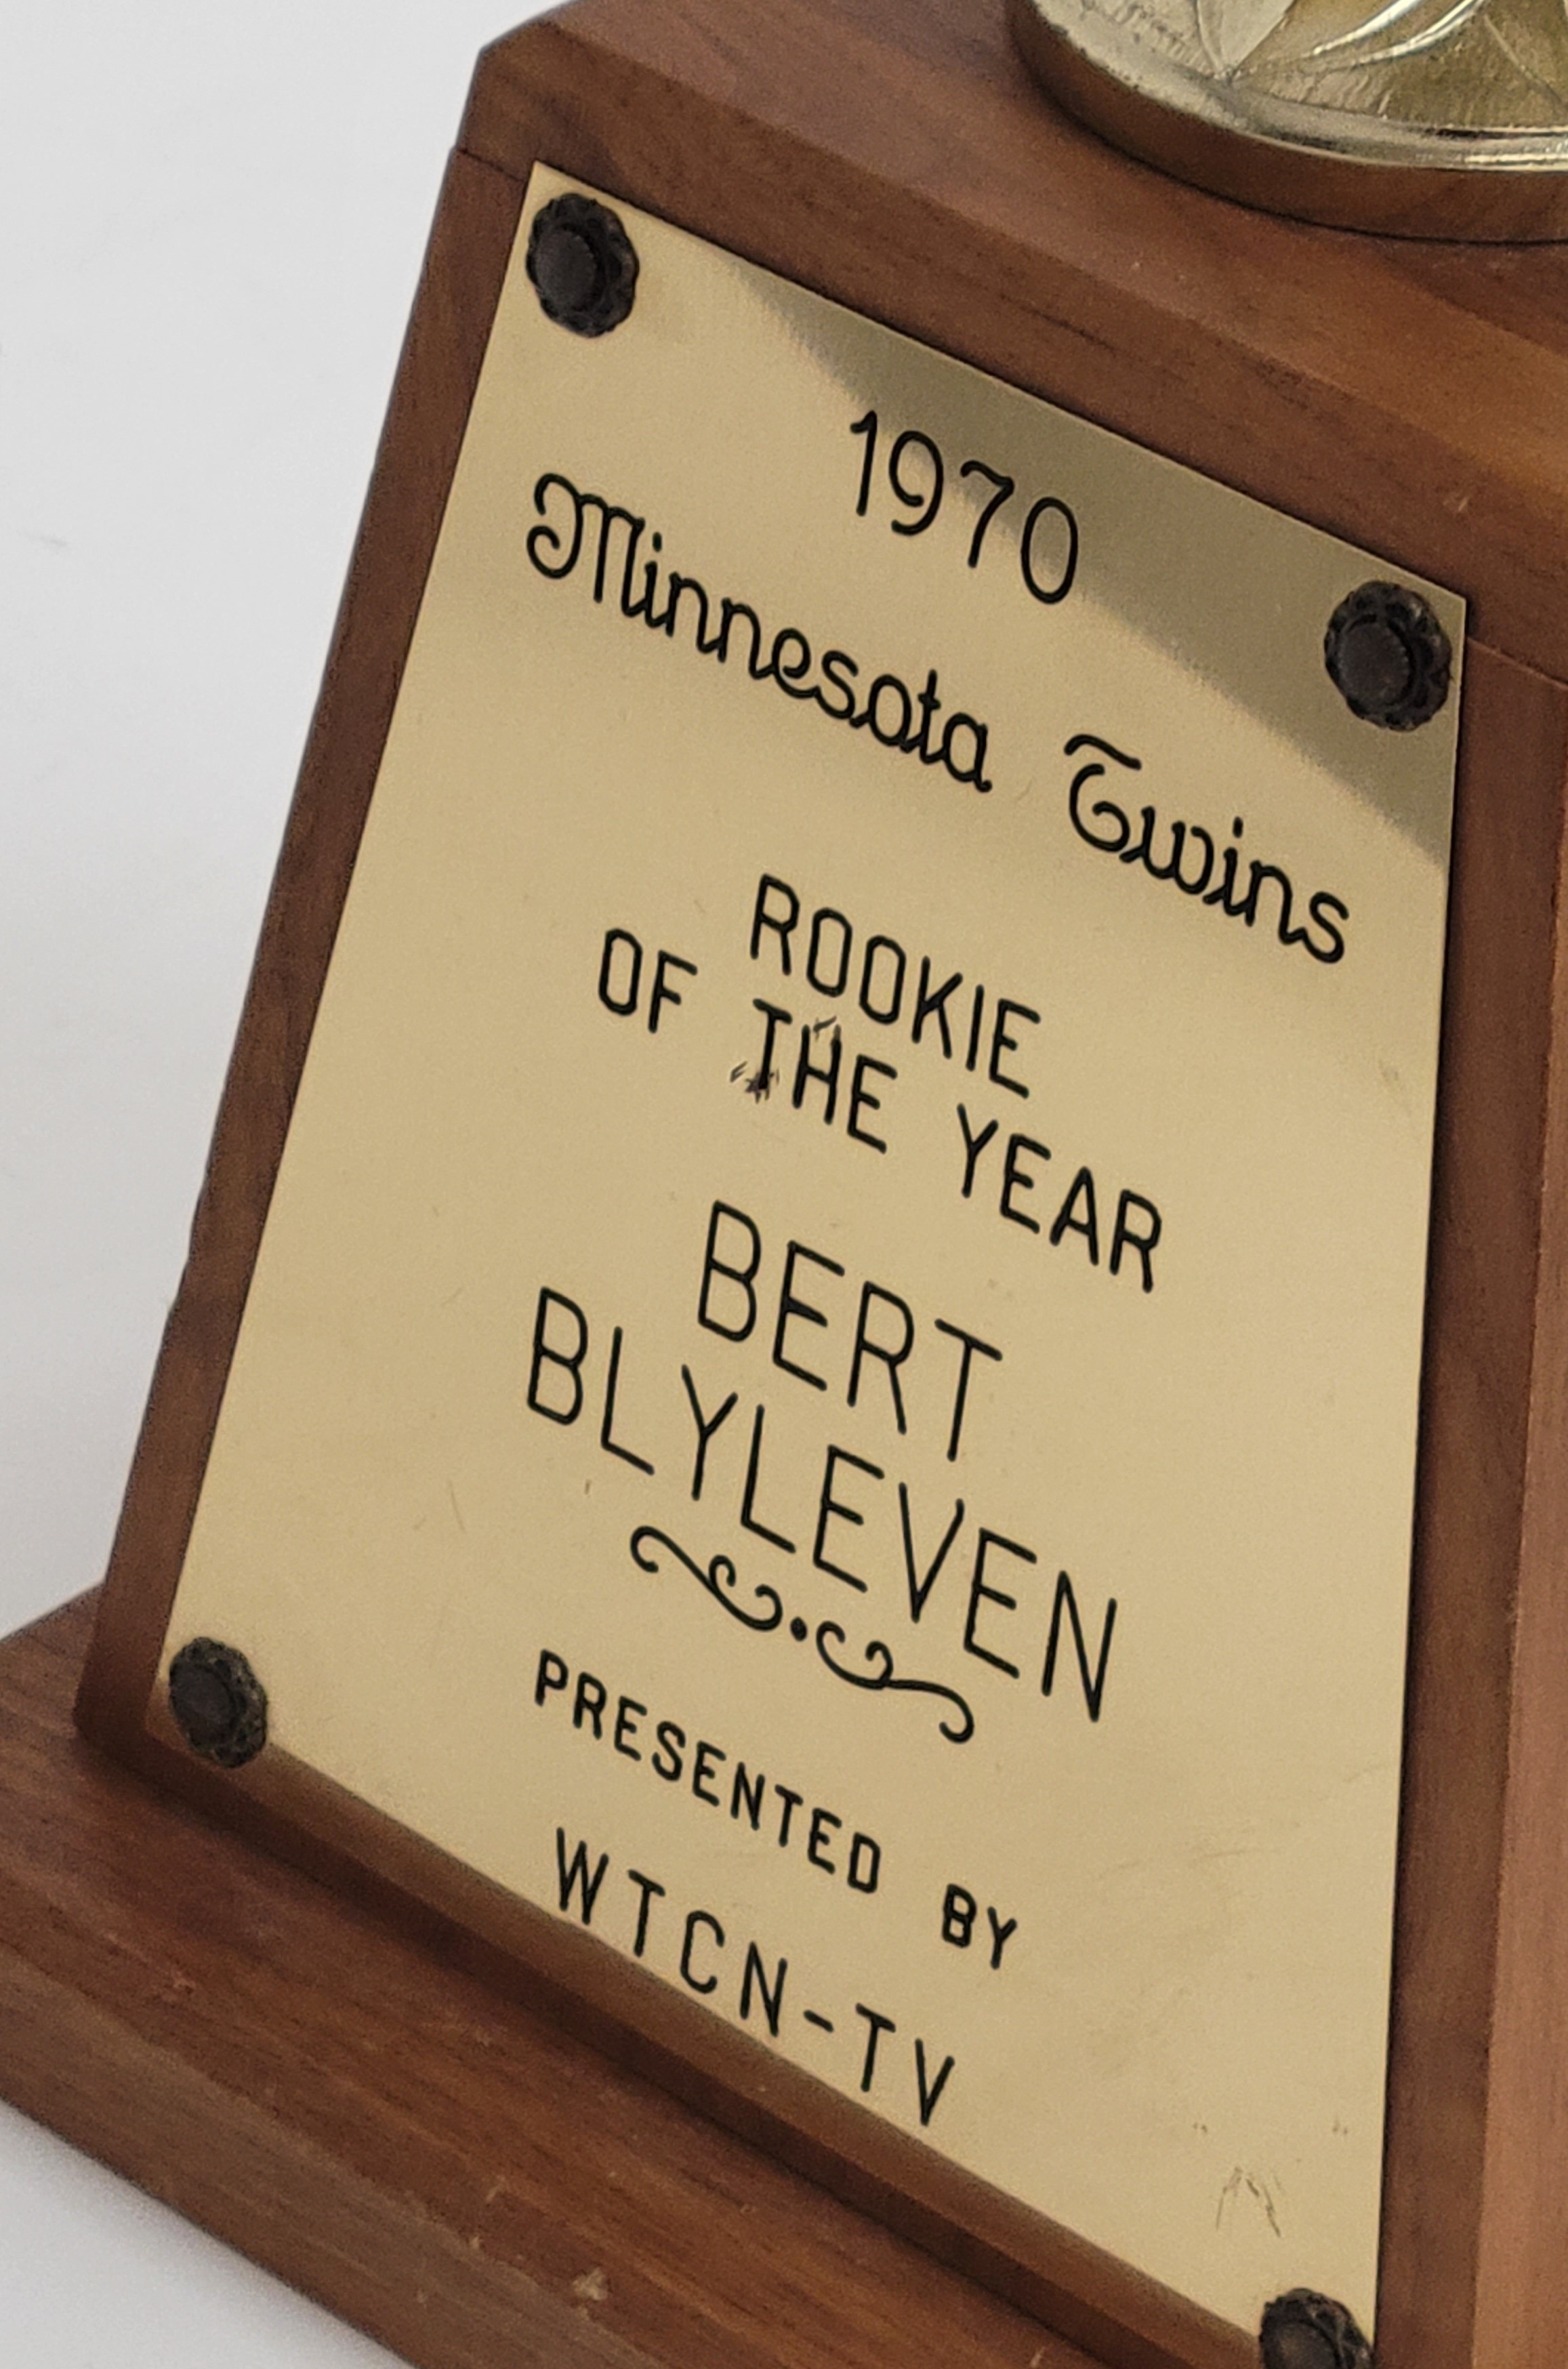 1970
Minnesota Twins
ROOKIE
OF THE YEAR
BERT
BLYLEVEN
PRESENTED BY
WTCN-TV